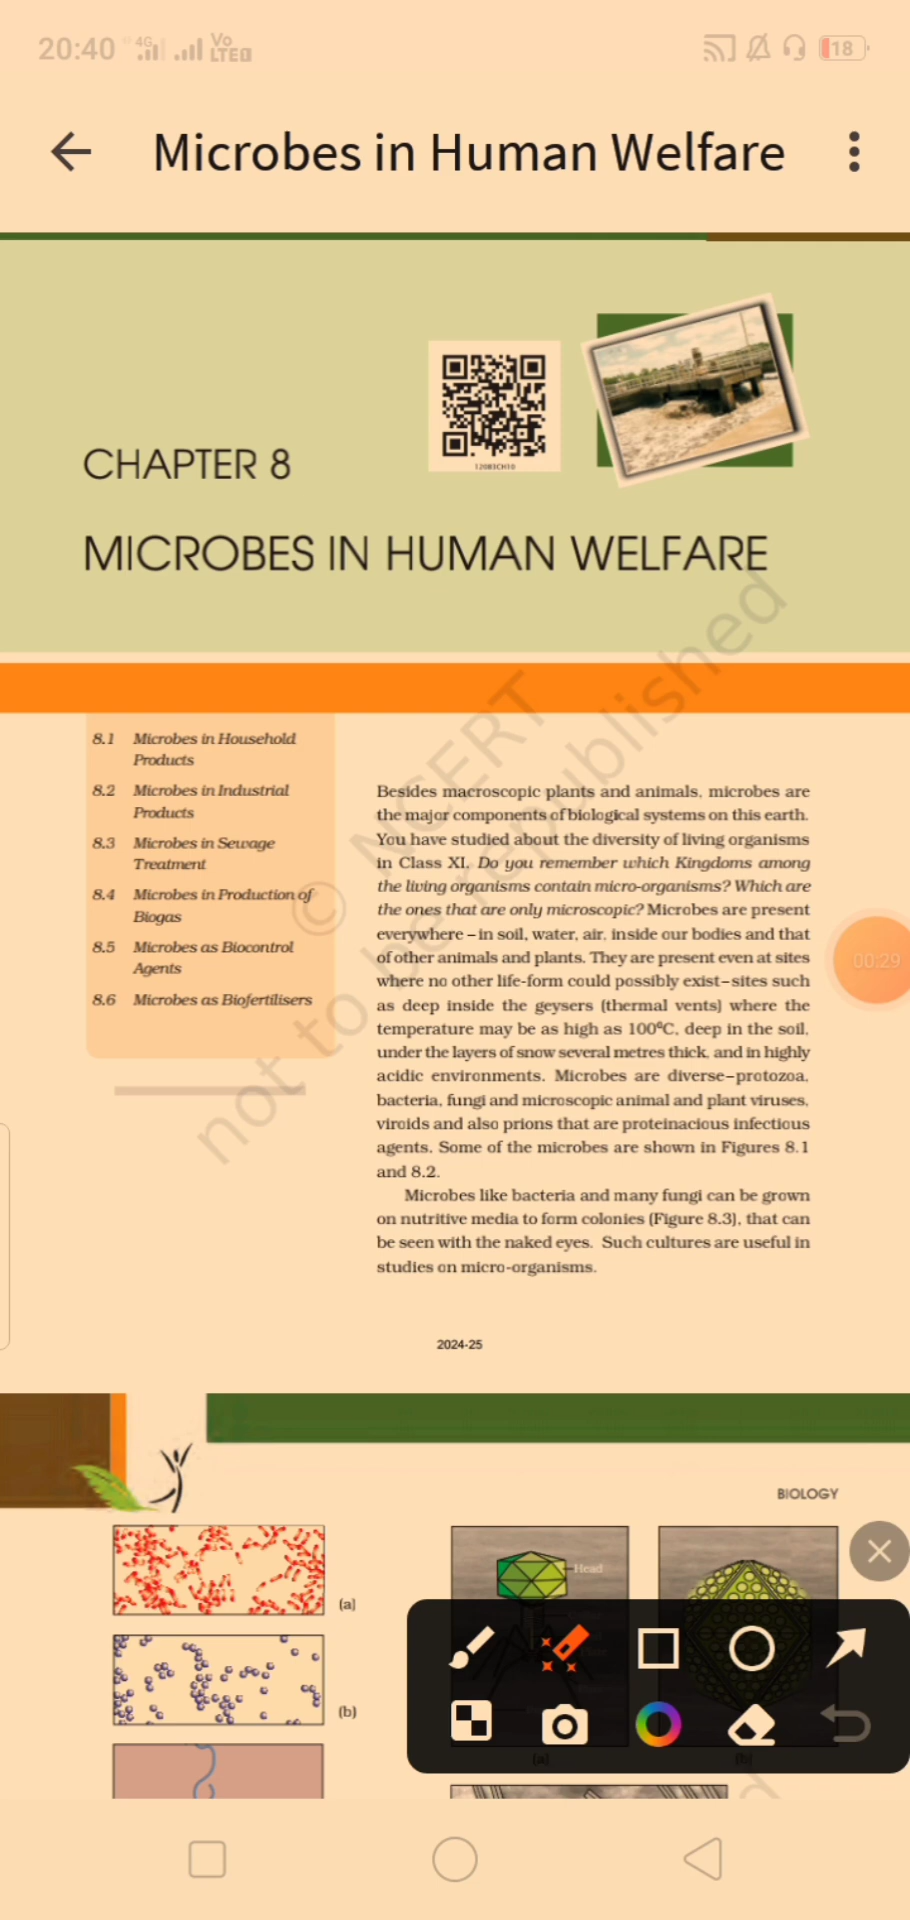 20:40 4G Vo LTE 18
Microbes in Human Welfare
12083CH10
CHAPTER 8
MICROBES IN HUMAN WELFARE
8.1 Microbes in Household
Products
8.2 Microbes in Industrial
Products
8.3 Microbes in Sewage
Treatment
8.4 Microbes in Production of
Biogas
8.5 Microbes as Biocontrol
Agents
8.6 Microbes as Biofertilisers
Besides macroscopic plants and animals, microbes are
the major components of biological systems on this earth.
You have studied about the diversity of living organisms
in Class XI. Do you remember which Kingdoms among
the living organisms contain micro-organisms? Which are
the ones that are only microscopic? Microbes are present
everywhere – in soil, water, air, inside our bodies and that
of other animals and plants. They are present even at sites
where no other life-form could possibly exist–sites such
as deep inside the geysers (thermal vents) where the
temperature may be as high as 100°C, deep in the soil,
under the layers of snow several metres thick, and in highly
acidic environments. Microbes are diverse–protozoa,
bacteria, fungi and microscopic animal and plant viruses,
viroids and also prions that are proteinacious infectious
agents. Some of the microbes are shown in Figures 8.1
and 8.2.
Microbes like bacteria and many fungi can be grown
on nutritive media to form colonies (Figure 8.3), that can
be seen with the naked eyes. Such cultures are useful in
studies on micro-organisms.
© NCERT
not to be republished
00:29
2024-25
BIOLOGY
Head
(a)
(b)
(a)
(b)